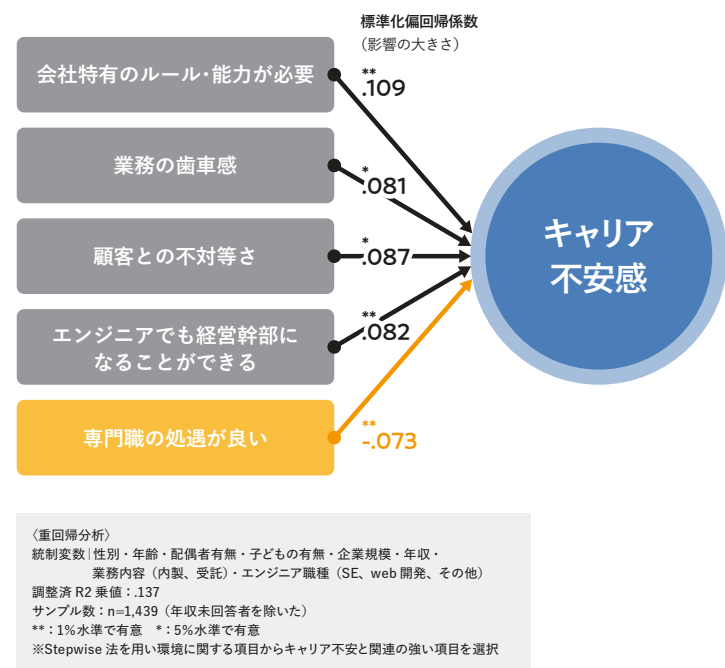 標準化偏回帰係数
（影響の大きさ）
会社特有のルール・能力が必要
**
.109
業務の歯車感
*
.081
顧客との不対等さ
*
.087
エンジニアでも経営幹部に
なることができる
**
.082
専門職の処遇が良い
**
-.073
キャリア
不安感
〈重回帰分析〉
統制変数｜性別・年齢・配偶者有無・子どもの有無・企業規模・年収・
業務内容（内製、受託）・エンジニア職種（SE、web 開発、その他）
調整済 R2 乗値：.137
サンプル数：n=1,439（年収未回答者を除いた）
**：1%水準で有意　*：5%水準で有意
※Stepwise 法を用い環境に関する項目からキャリア不安と関連の強い項目を選択